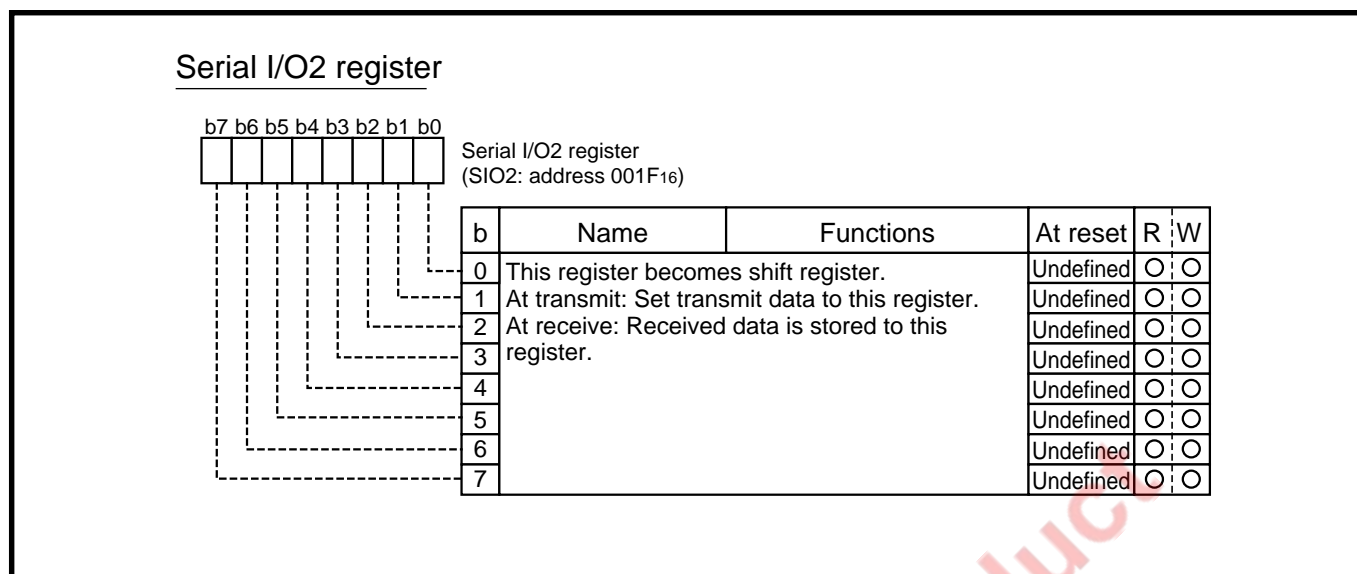 Serial I/O2 register
b7 b6 b5 b4 b3 b2 b1 b0
Serial I/O2 register
(SIO2: address 001F16)
b Name Functions At reset R W
0 This register becomes shift register. Undefined O O
1 At transmit: Set transmit data to this register. Undefined O O
2 At receive: Received data is stored to this Undefined O O
3 register. Undefined O O
4 Undefined O O
5 Undefined O O
6 Undefined O O
7 Undefined O O